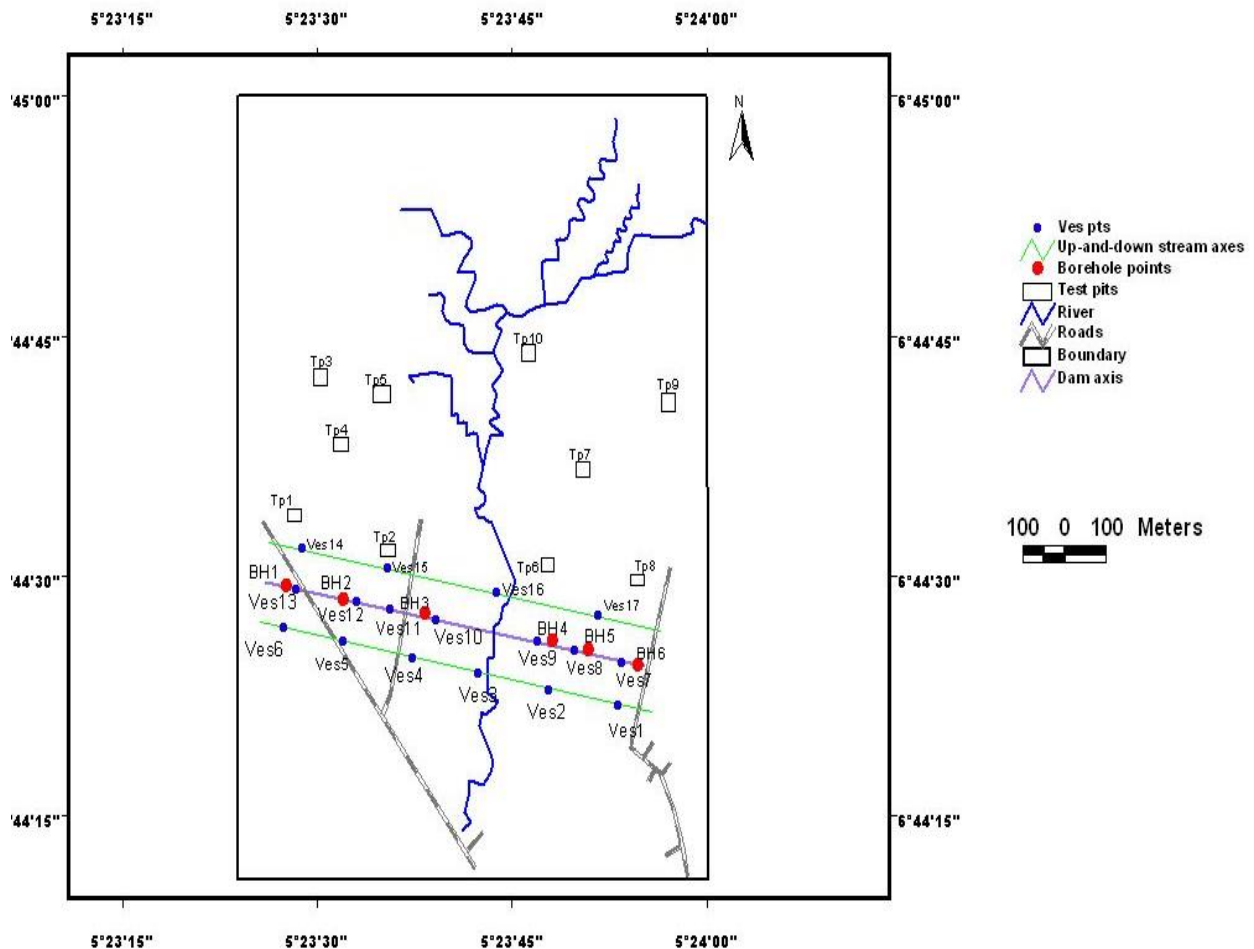 5°23'15" 5°23'30" 5°23'45" 5°24'00"
'45'00" 6°45'00"
N
Ves pts
Up-and-down stream axes
Borehole points
Test pits
River
Roads
Boundary
Dam axis
'44'45" 6°44'45"
Tp10
Tp3
Tp5
Tp9
Tp4
Tp7
Tp1
100 0 100 Meters
Tp2
Ves14
Ves15
Tp6
Tp8
'44'30" 6°44'30"
BH1
BH2
Ves16
Ves13
Ves12
BH3
Ves17
Ves11
Ves10
BH4
BH5
Ves6
Ves5
Ves9
Ves8
BH6
Ves4
Ves7
Ves3
Ves2
Ves1
'44'15" 6°44'15"
5°23'15" 5°23'30" 5°23'45" 5°24'00"